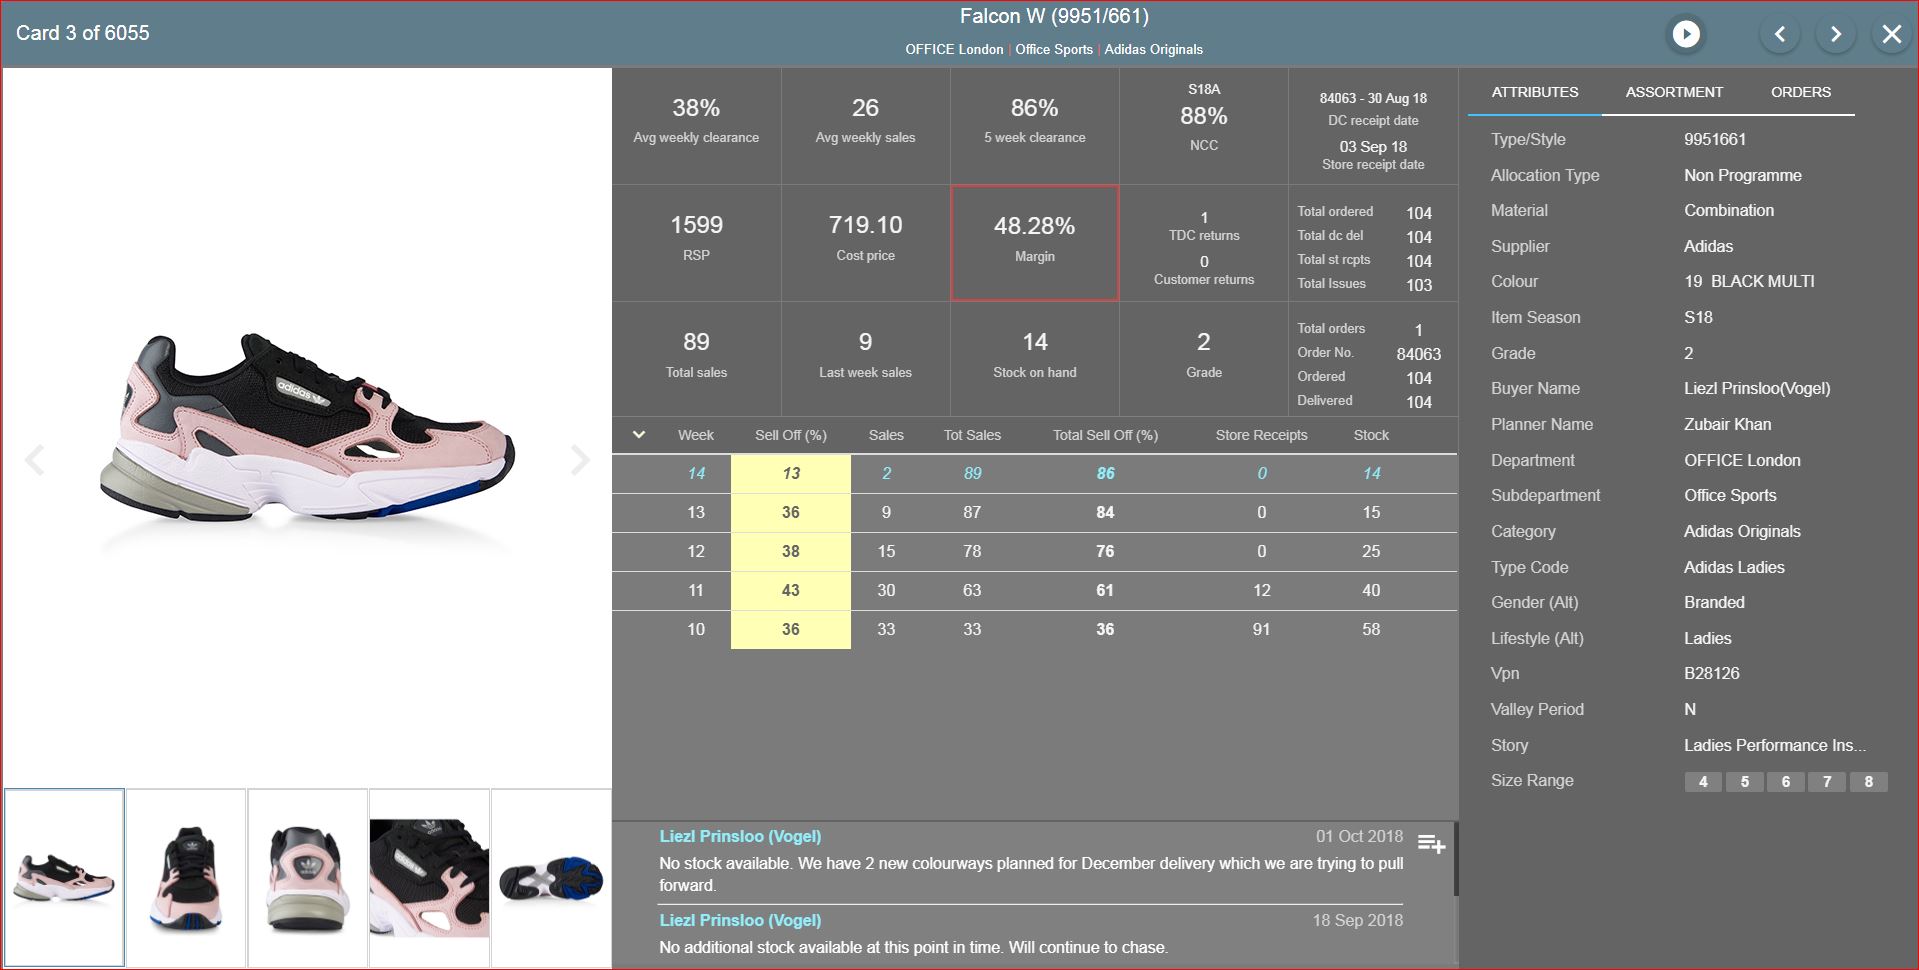 Card 3 of 6055
Falcon W (9951/661)
OFFICE London | Office Sports | Adidas Originals
38%
Avg weekly clearance
26
Avg weekly sales
86%
5 week clearance
S18A
88%
NCC
84063 - 30 Aug 18
DC receipt date
03 Sep 18
Store receipt date
1599
RSP
719.10
Cost price
48.28%
Margin
1
TDC returns
0
Customer returns
Total ordered 104
Total dc del 104
Total st rcpts 104
Total Issues 103
89
Total sales
9
Last week sales
14
Stock on hand
2
Grade
Total orders 1
Order No. 84063
Ordered 104
Delivered 104
Week Sell Off (%) Sales Tot Sales Total Sell Off (%) Store Receipts Stock
14 13 2 89 86 0 14
13 36 9 87 84 0 15
12 38 15 78 76 0 25
11 43 30 63 61 12 40
10 36 33 33 36 91 58
Liezl Prinsloo (Vogel) 01 Oct 2018
No stock available. We have 2 new colourways planned for December delivery which we are trying to pull
forward.
Liezl Prinsloo (Vogel) 18 Sep 2018
No additional stock available at this point in time. Will continue to chase.
ATTRIBUTES ASSORTMENT ORDERS
Type/Style 9951661
Allocation Type Non Programme
Material Combination
Supplier Adidas
Colour 19 BLACK MULTI
Item Season S18
Grade 2
Buyer Name Liezl Prinsloo(Vogel)
Planner Name Zubair Khan
Department OFFICE London
Subdepartment Office Sports
Category Adidas Originals
Type Code Adidas Ladies
Gender (Alt) Branded
Lifestyle (Alt) Ladies
Vpn B28126
Valley Period N
Story Ladies Performance Ins...
Size Range 4 5 6 7 8
adidas